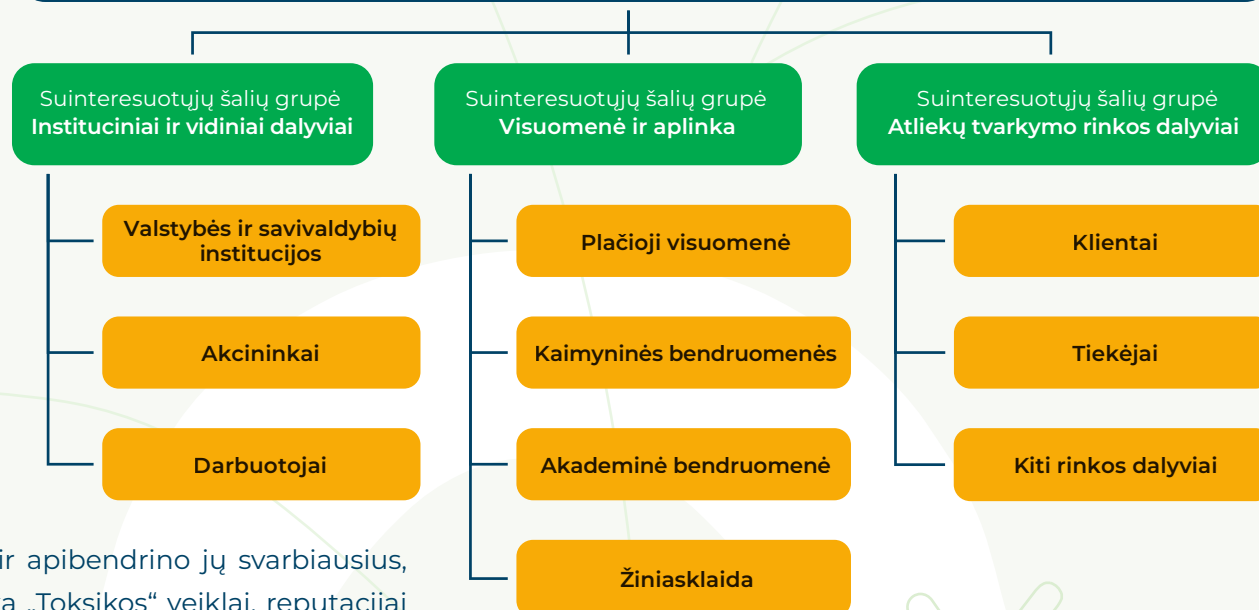 Suinteresuotųjų šalių grupė
Instituciniai ir vidiniai dalyviai
Valstybės ir savivaldybių
institucijos
Akcininkai
Darbuotojai
Suinteresuotųjų šalių grupė
Visuomenė ir aplinka
Plačioji visuomenė
Kaimyninės bendruomenės
Akademinė bendruomenė
Žiniasklaida
Suinteresuotųjų šalių grupė
Atliekų tvarkymo rinkos dalyviai
Klientai
Tiekėjai
Kiti rinkos dalyviai
ir apibendrino jų svarbiausius,
„Toksikos“ veiklai, reputacijai